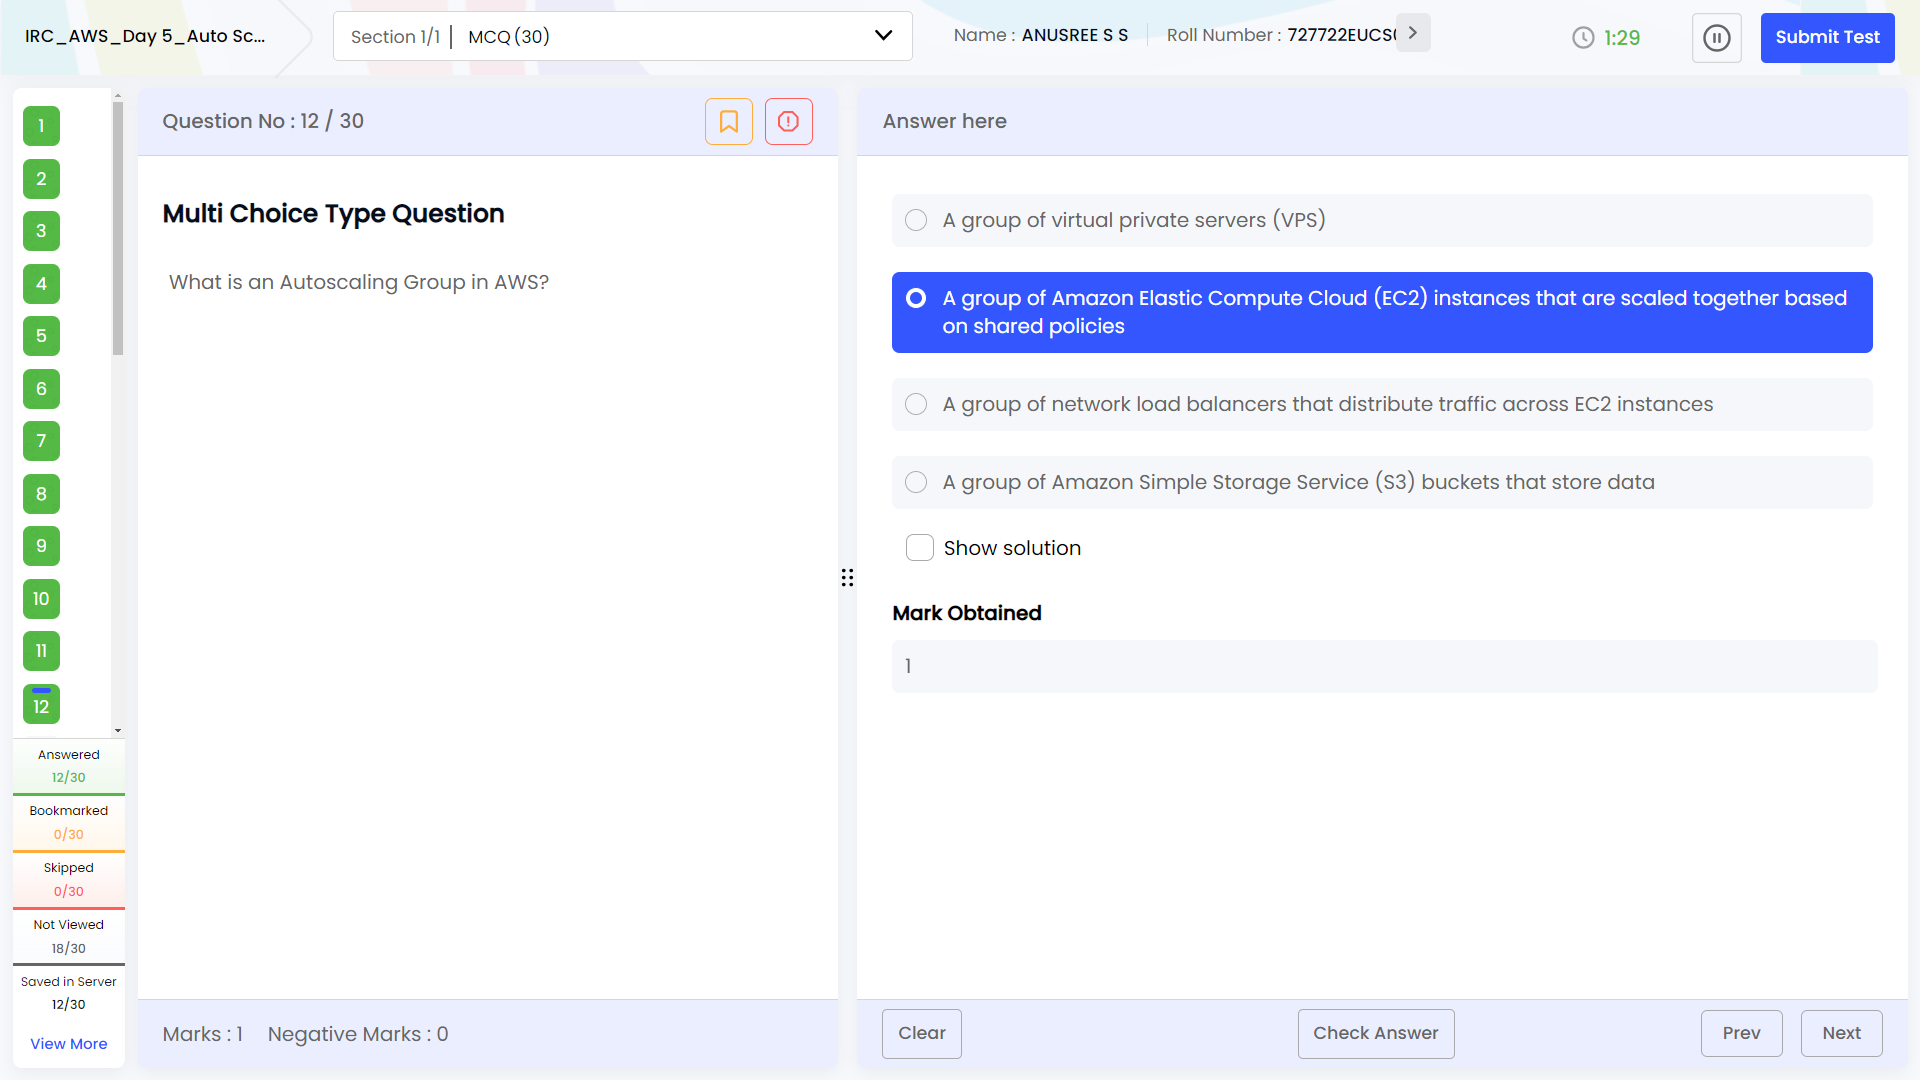 IRC_AWS_Day 5_Auto Sc...
Section 1/1 | MCQ (30)
Name : ANUSREE S S
Roll Number : 727722EUCS
1:29
Submit Test
1
2
3
4
5
6
7
8
9
10
11
12
Answered
12/30
Bookmarked
0/30
Skipped
0/30
Not Viewed
18/30
Saved in Server
12/30
View More
Question No : 12 / 30
Multi Choice Type Question
What is an Autoscaling Group in AWS?
Marks : 1 Negative Marks : 0
Answer here
A group of virtual private servers (VPS)
A group of Amazon Elastic Compute Cloud (EC2) instances that are scaled together based
on shared policies
A group of network load balancers that distribute traffic across EC2 instances
A group of Amazon Simple Storage Service (S3) buckets that store data
Show solution
Mark Obtained
1
Clear
Check Answer
Prev
Next